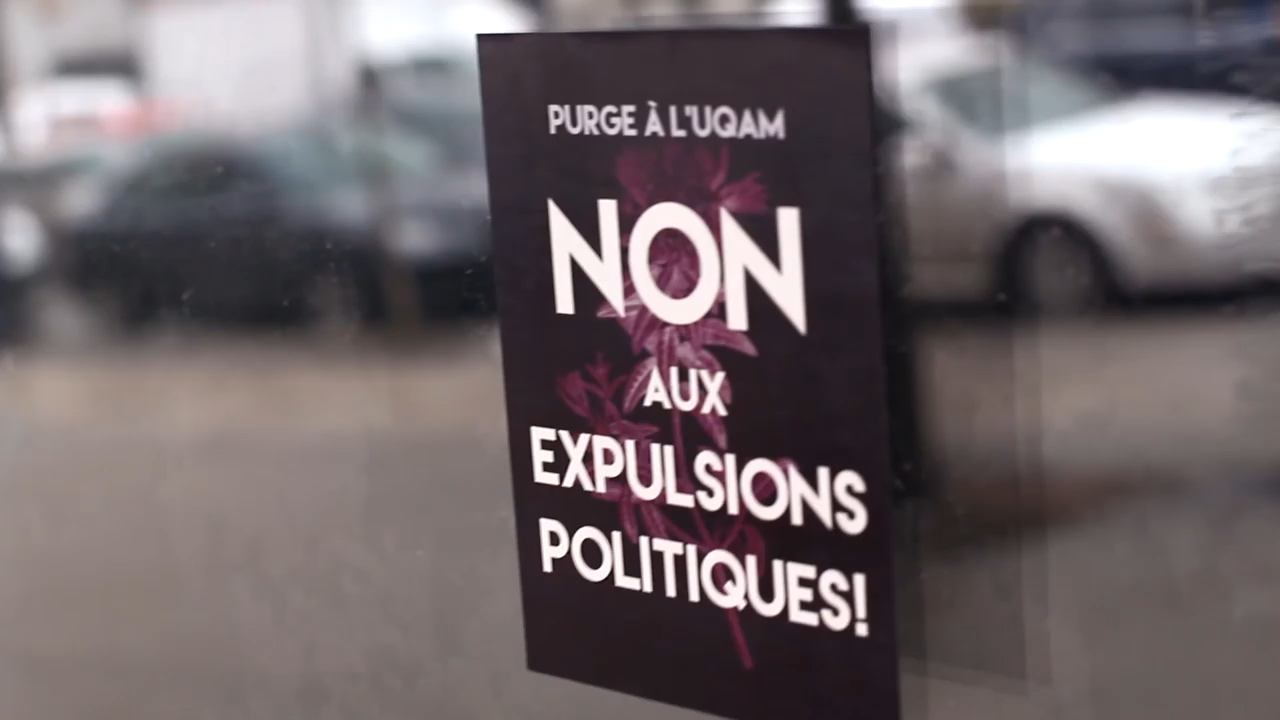 PURGE À L'UQAM
NON
AUX
EXPULSIONS
POLITIQUES!